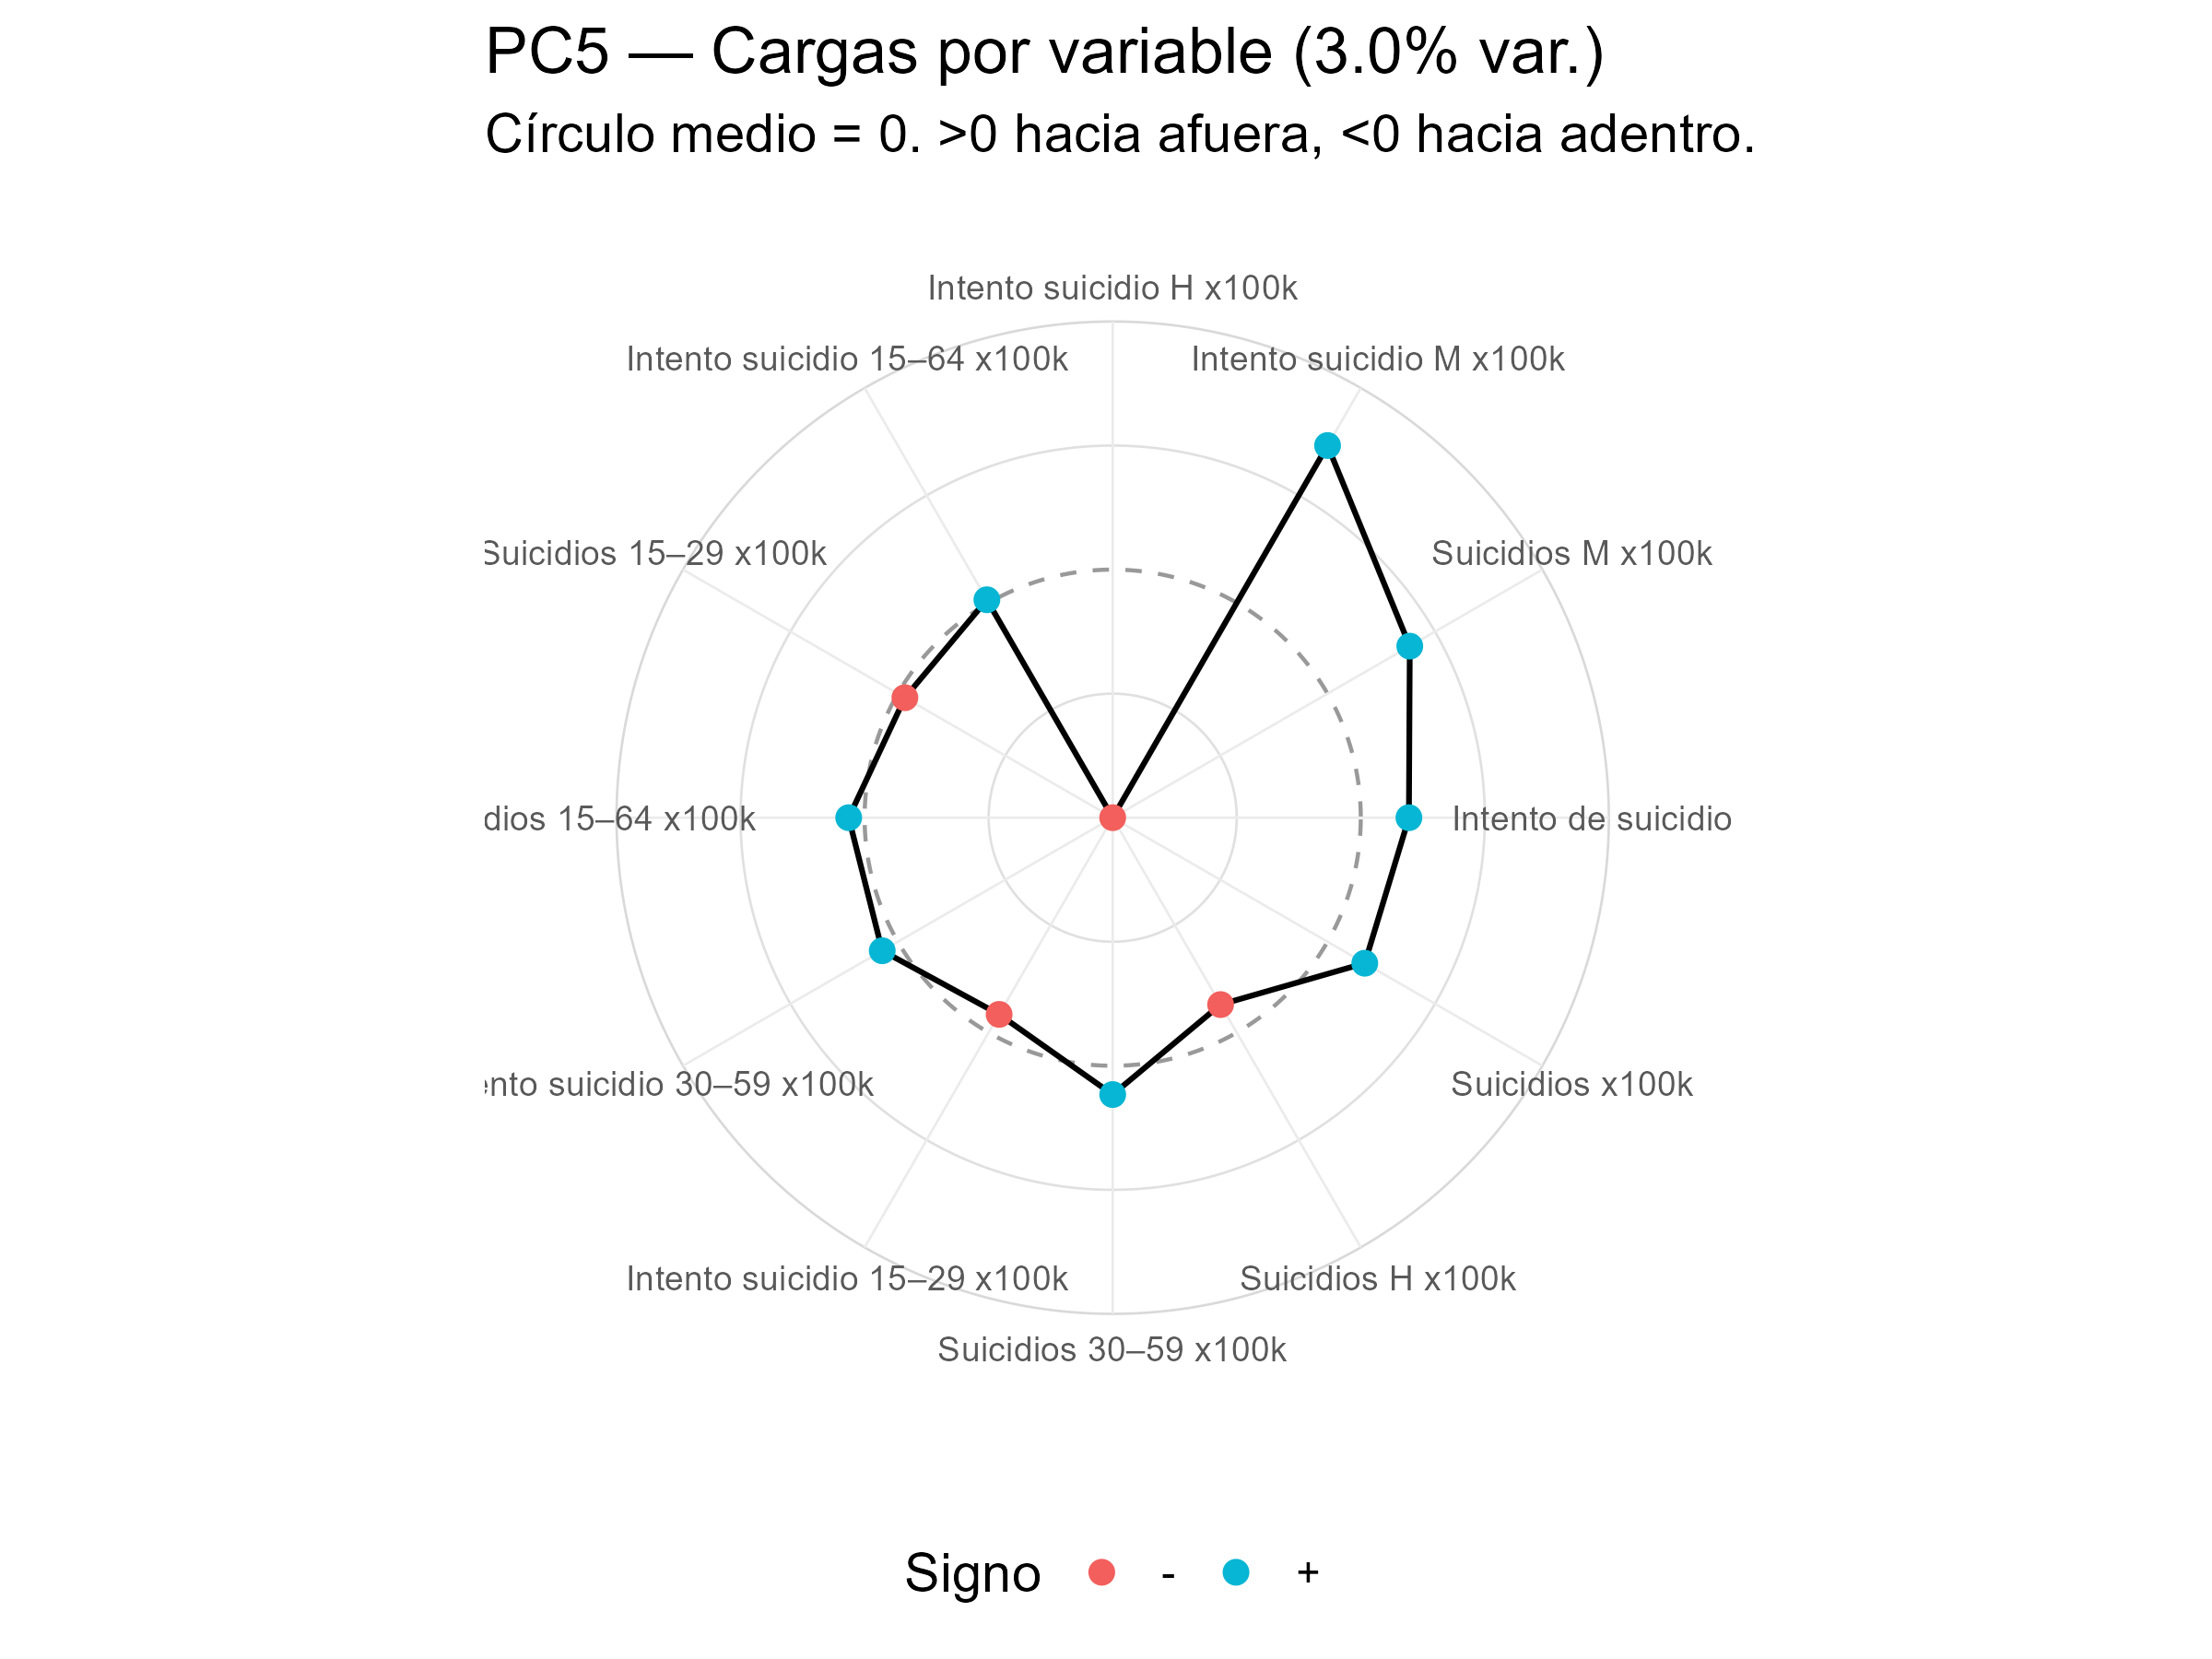 PC5 — Cargas por variable (3.0% var.)
Círculo medio = 0. >0 hacia afuera, <0 hacia adentro.
Intento suicidio H x100k
Intento suicidio 15–64 x100k
Intento suicidio M x100k
Suicidios 15–29 x100k
Suicidios M x100k
dios 15–64 x100k
Intento de suicidio
nto suicidio 30–59 x100k
Suicidios x100k
Intento suicidio 15–29 x100k
Suicidios H x100k
Suicidios 30–59 x100k
Signo - +